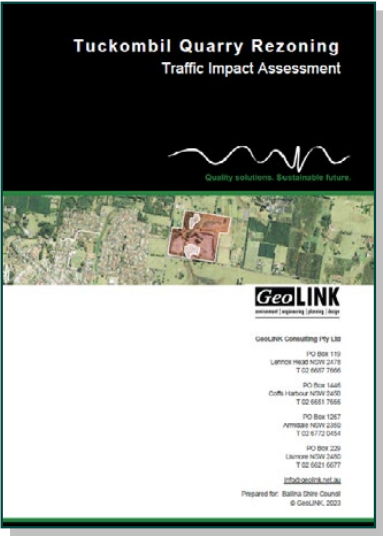 Tuckombil Quarry Rezoning
Traffic Impact Assessment
Quality solutions. Sustainable future.
GeoLINK
environment | engineering | planning | design
GeoLINK Consulting Pty Ltd
PO Box 119
Lennox Head NSW 2478
T 02 6687 7666
PO Box 1446
Coffs Harbour NSW 2450
T 02 6651 7666
PO Box 1267
Armidale NSW 2350
T 02 6772 0454
PO Box 229
Lismore NSW 2480
T 02 6621 6677
info@geolink.net.au
Prepared for: Ballina Shire Council
© GeoLINK, 2023